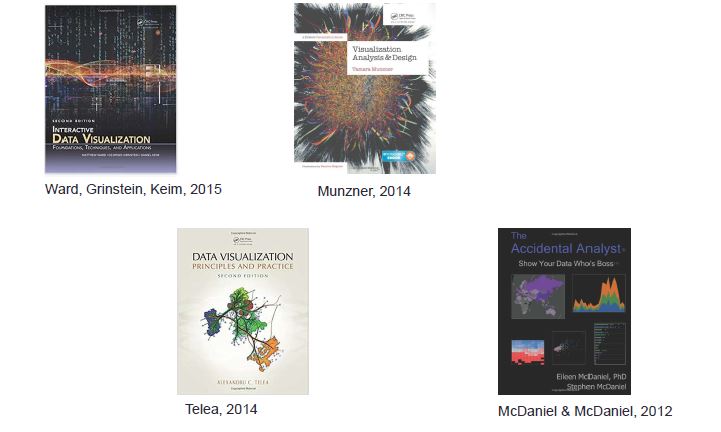 SECOND EDITION
INTERACTIVE
DATA VISUALIZATION
FOUNDATIONS, TECHNIQUES, AND APPLICATIONS
Ward, Grinstein, Keim, 2015
Visualization
Analysis & Design
Tamara Munzner
Munzner, 2014
DATA VISUALIZATION
PRINCIPLES AND PRACTICE
SECOND EDITION
ALEXANDRU C. TELEA
Telea, 2014
The
Accidental Analyst
Show Your Data Who's Boss
Eileen McDaniel, PhD
Stephen McDaniel
McDaniel & McDaniel, 2012